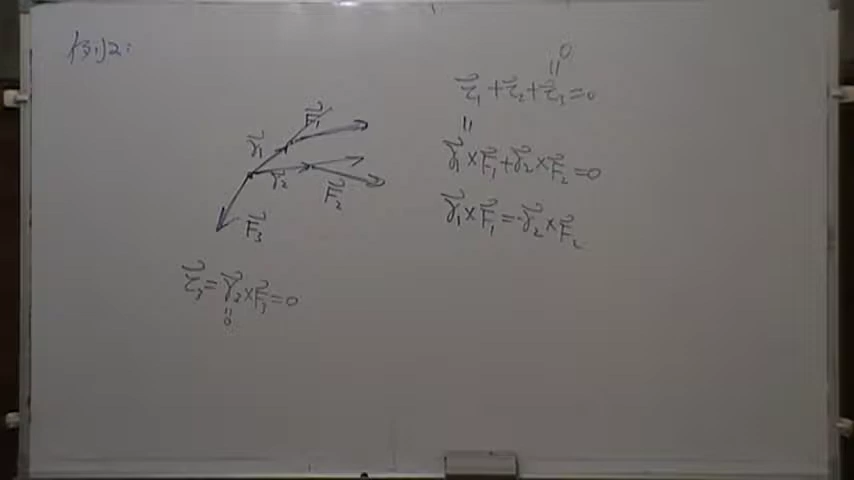 例2:
0
॥
τ⃗₁ + τ⃗₂ + τ⃗₃ = 0
॥
r⃗₁ × F⃗₁ + r⃗₂ × F⃗₂ = 0
r⃗₁ × F⃗₁ = -r⃗₂ × F⃗₂
F⃗₁
r⃗₁
r⃗₂
F⃗₂
F⃗₃
τ⃗₃ = r⃗₃ × F⃗₃ = 0
॥
0